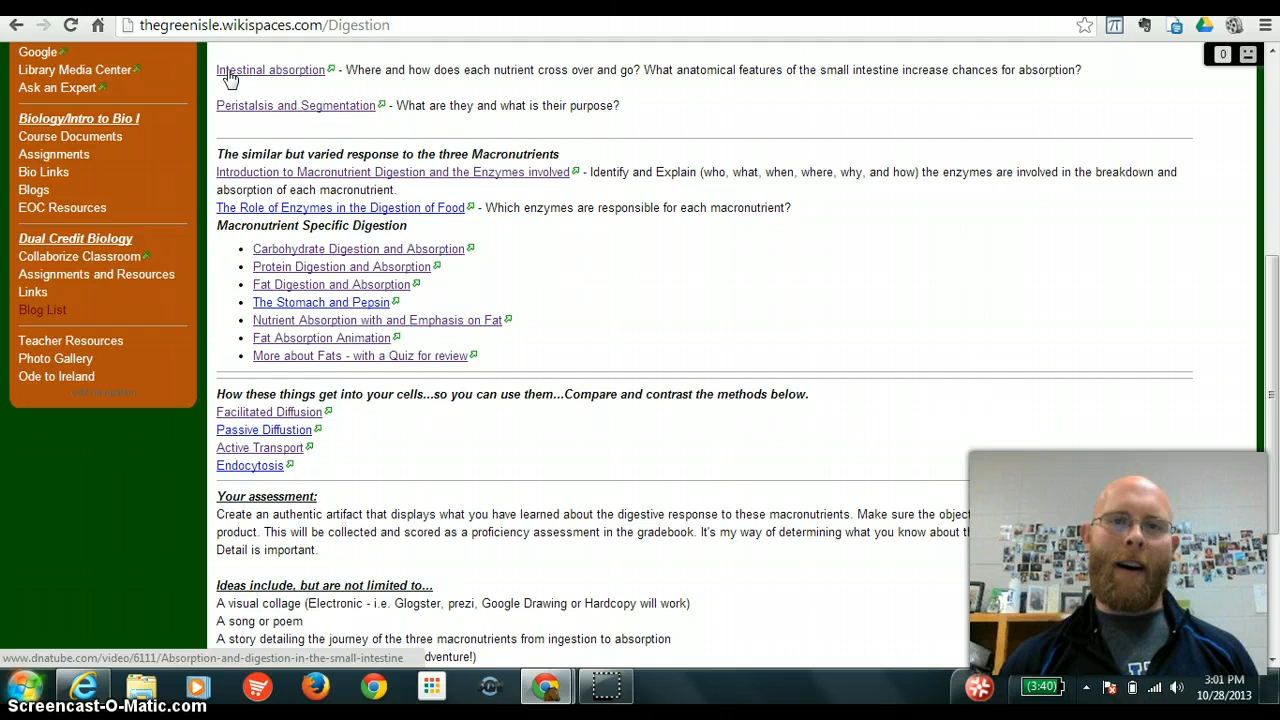 thegreenisle.wikispaces.com/Digestion
0
Google
Library Media Center
Ask an Expert
Biology/Intro to Bio I
Course Documents
Assignments
Bio Links
Blogs
EOC Resources
Dual Credit Biology
Collaborize Classroom
Assignments and Resources
Links
Blog List
Teacher Resources
Photo Gallery
Ode to Ireland
Intestinal absorption - Where and how does each nutrient cross over and go? What anatomical features of the small intestine increase chances for absorption?
Peristalsis and Segmentation - What are they and what is their purpose?
The similar but varied response to the three Macronutrients
Introduction to Macronutrient Digestion and the Enzymes involved - Identify and Explain (who, what, when, where, why, and how) the enzymes are involved in the breakdown and
absorption of each macronutrient.
The Role of Enzymes in the Digestion of Food - Which enzymes are responsible for each macronutrient?
Macronutrient Specific Digestion
• Carbohydrate Digestion and Absorption
• Protein Digestion and Absorption
• Fat Digestion and Absorption
• The Stomach and Pepsin
• Nutrient Absorption with and Emphasis on Fat
• Fat Absorption Animation
• More about Fats - with a Quiz for review
How these things get into your cells...so you can use them...Compare and contrast the methods below.
Facilitated Diffusion
Passive Diffusion
Active Transport
Endocytosis
Your assessment:
Create an authentic artifact that displays what you have learned about the digestive response to these macronutrients. Make sure the objec
product. This will be collected and scored as a proficiency assessment in the gradebook. It's my way of determining what you know about th
Detail is important.
Ideas include, but are not limited to...
A visual collage (Electronic - i.e. Glogster, prezi, Google Drawing or Hardcopy will work)
A song or poem
A story detailing the journey of the three macronutrients from ingestion to absorption
dventure!)
www.dnatube.com/video/6111/Absorption-and-digestion-in-the-small-intestine
(3:40)
3:01 PM
10/28/2013
Screencast-O-Matic.com